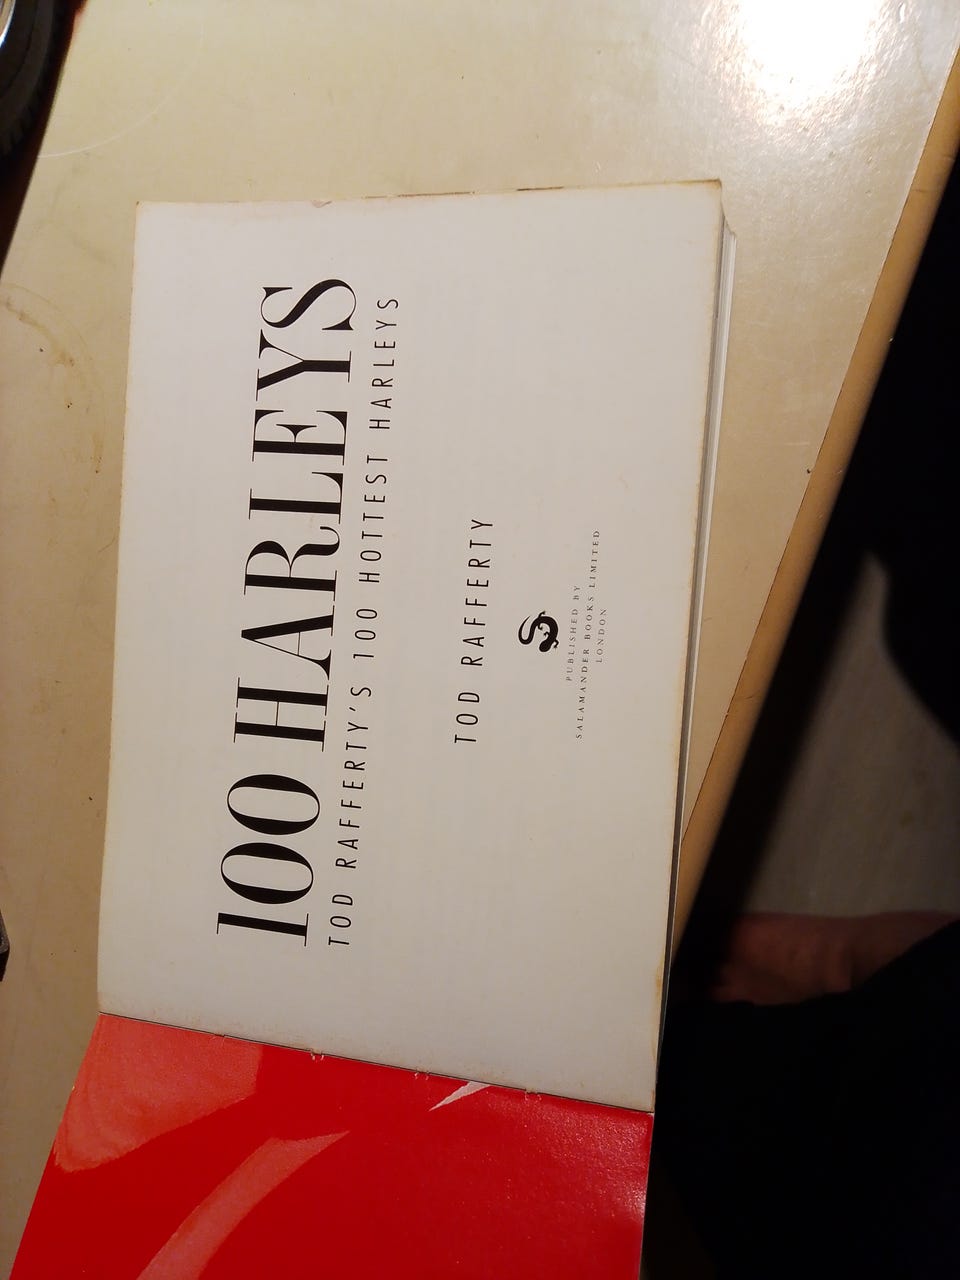 100 HARLEYS
TOD RAFFERTY'S 100 HOTTEST HARLEYS
TOD RAFFERTY
PUBLISHED BY
SALAMANDER BOOKS LIMITED
LONDON